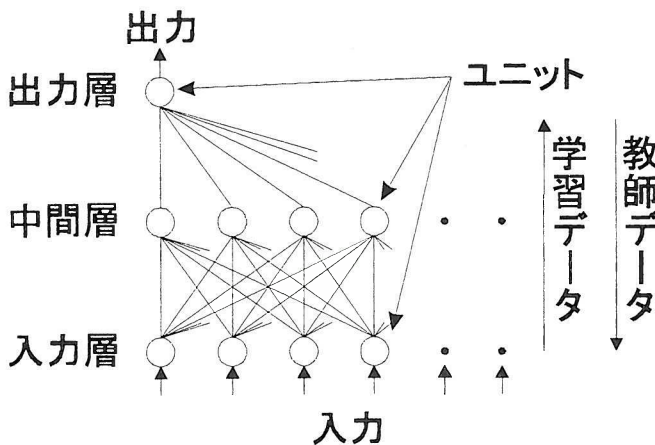 出力
出力層
ユニット
学習データ
教師データ
中間層
入力層
入力